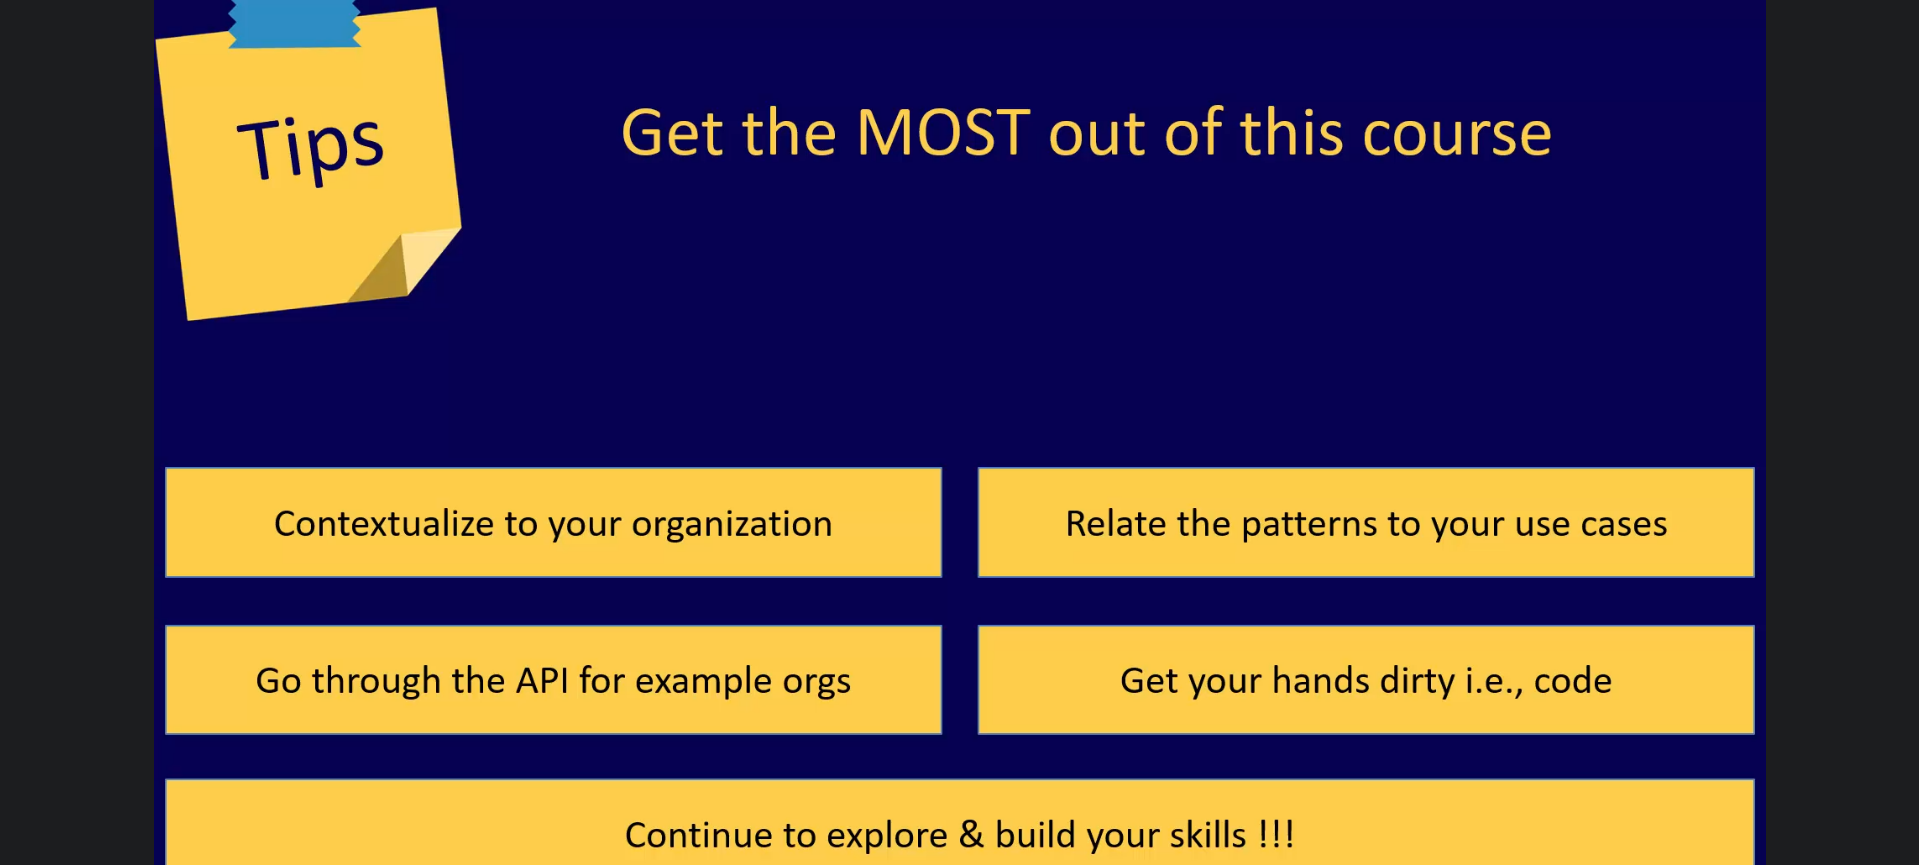 Tips
Get the MOST out of this course
Contextualize to your organization
Relate the patterns to your use cases
Go through the API for example orgs
Get your hands dirty i.e., code
Continue to explore & build your skills !!!